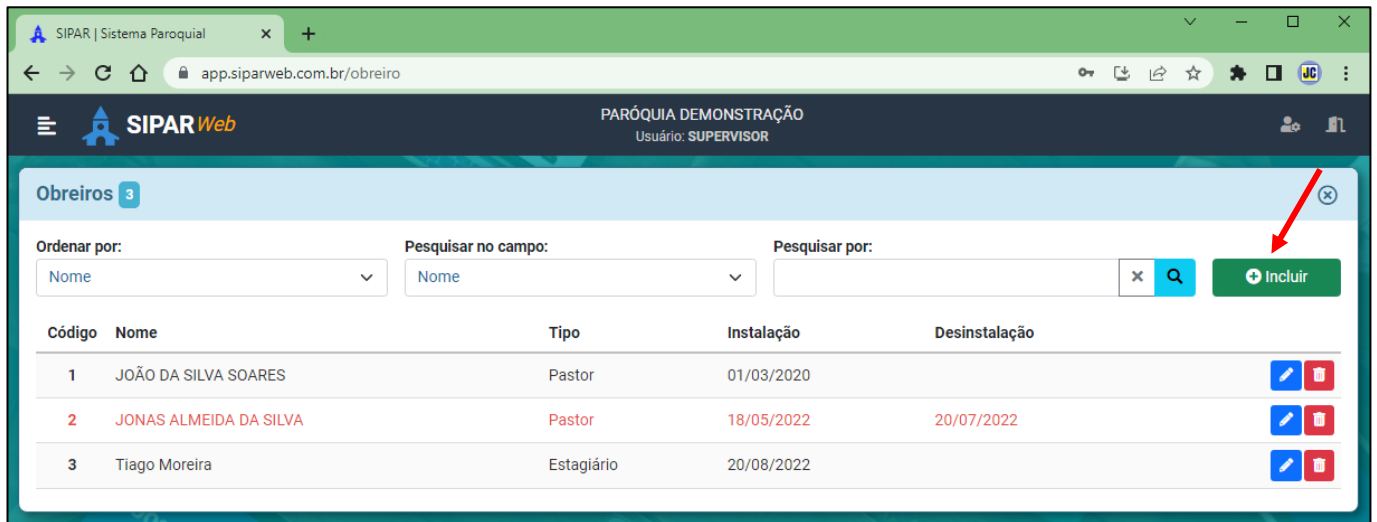 SIPAR | Sistema Paroquial
app.siparweb.com.br/obreiro
JC
SIPAR Web
PARÓQUIA DEMONSTRAÇÃO
Usuário: SUPERVISOR
Obreiros 3
Ordenar por: Pesquisar no campo: Pesquisar por:
Nome Nome Incluir
Código Nome Tipo Instalação Desinstalação
1 JOÃO DA SILVA SOARES Pastor 01/03/2020
2 JONAS ALMEIDA DA SILVA Pastor 18/05/2022 20/07/2022
3 Tiago Moreira Estagiário 20/08/2022